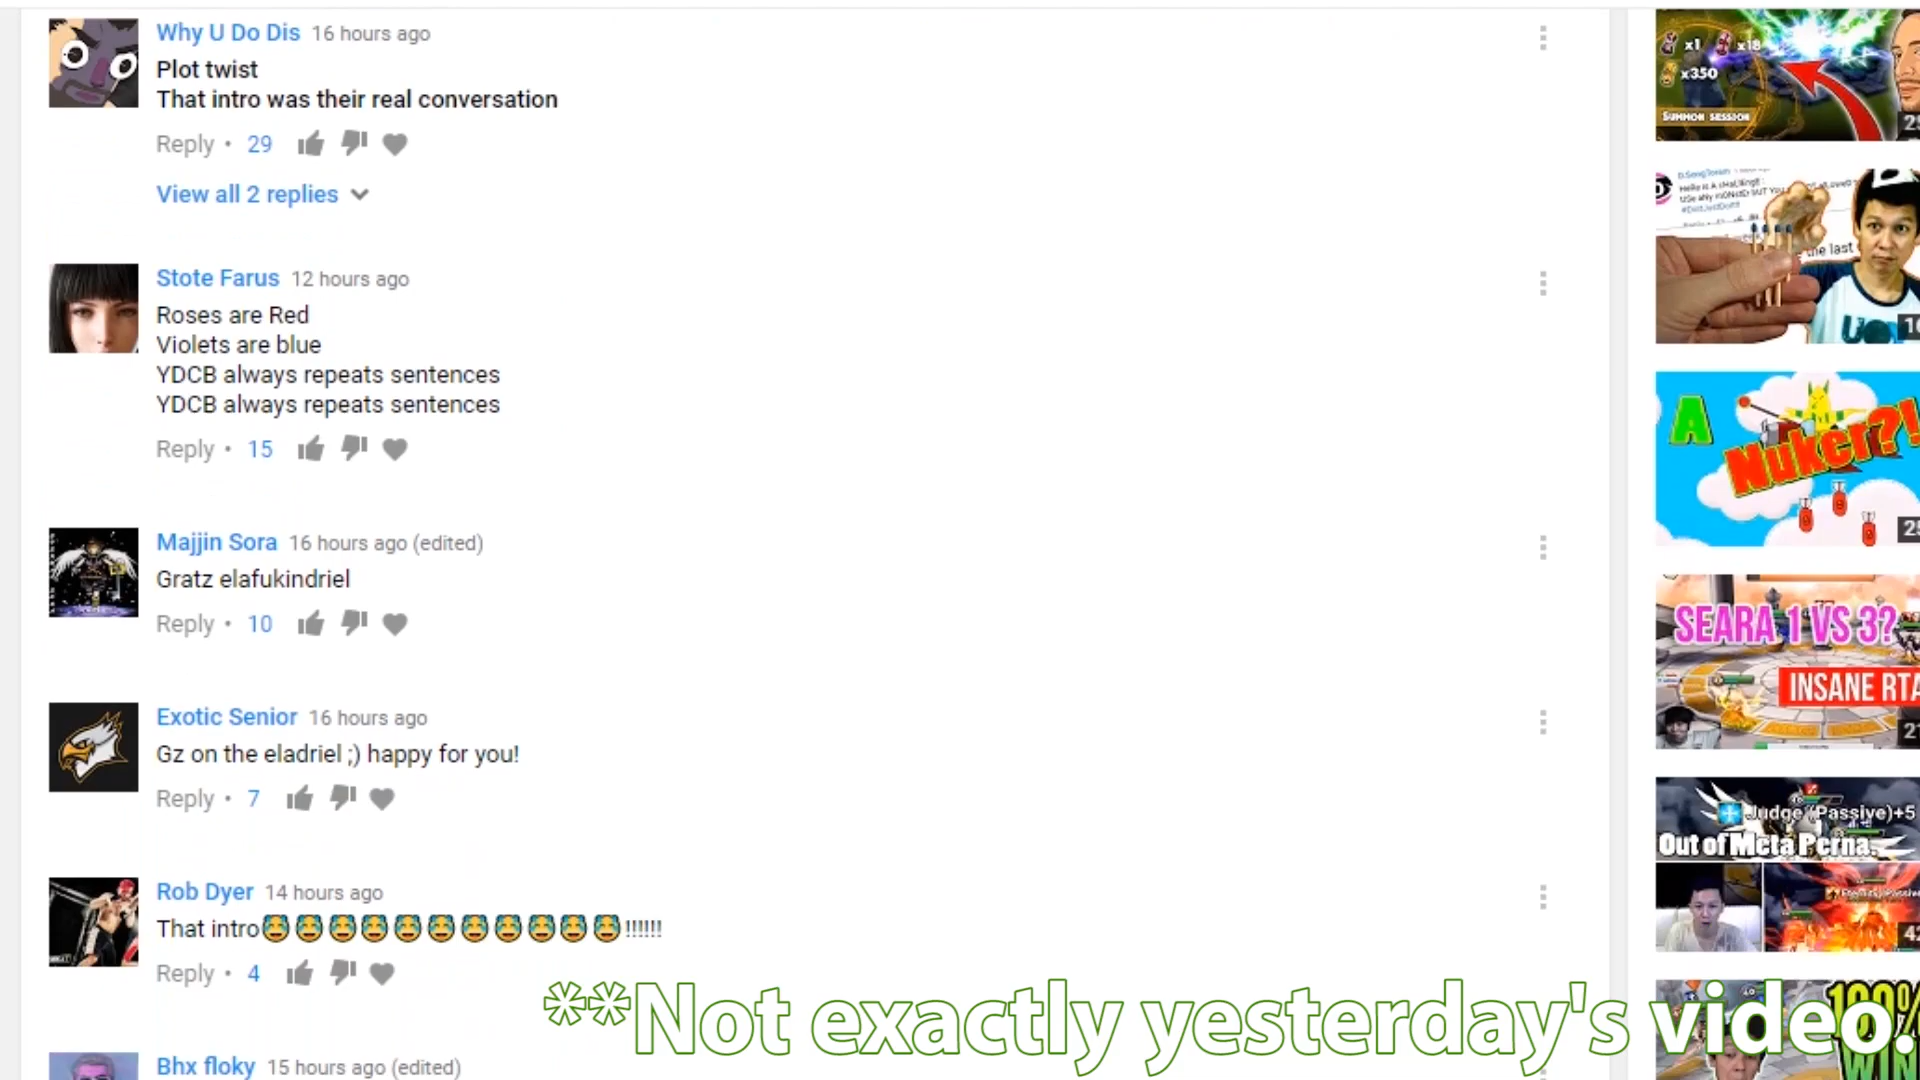 Why U Do Dis 16 hours ago
Plot twist
That intro was their real conversation
Reply • 29
View all 2 replies
Stote Farus 12 hours ago
Roses are Red
Violets are blue
YDCB always repeats sentences
YDCB always repeats sentences
Reply • 15
Majjin Sora 16 hours ago (edited)
Gratz elafukindriel
Reply • 10
Exotic Senior 16 hours ago
Gz on the eladriel ;) happy for you!
Reply • 7
Rob Dyer 14 hours ago
That intro😂😂😂😂😂😂😂😂😂😂😂!!!!!!
Reply • 4
Bhx floky 15 hours ago (edited)
**Not exactly yesterday's video.
x1 x18
x350
SUMMON SESSION
the last
A
Nuker?!
SEARA 1 VS 3?
INSANE RTA
Judge (Passive)+5
Out of Meta Perna.
100%
WIN